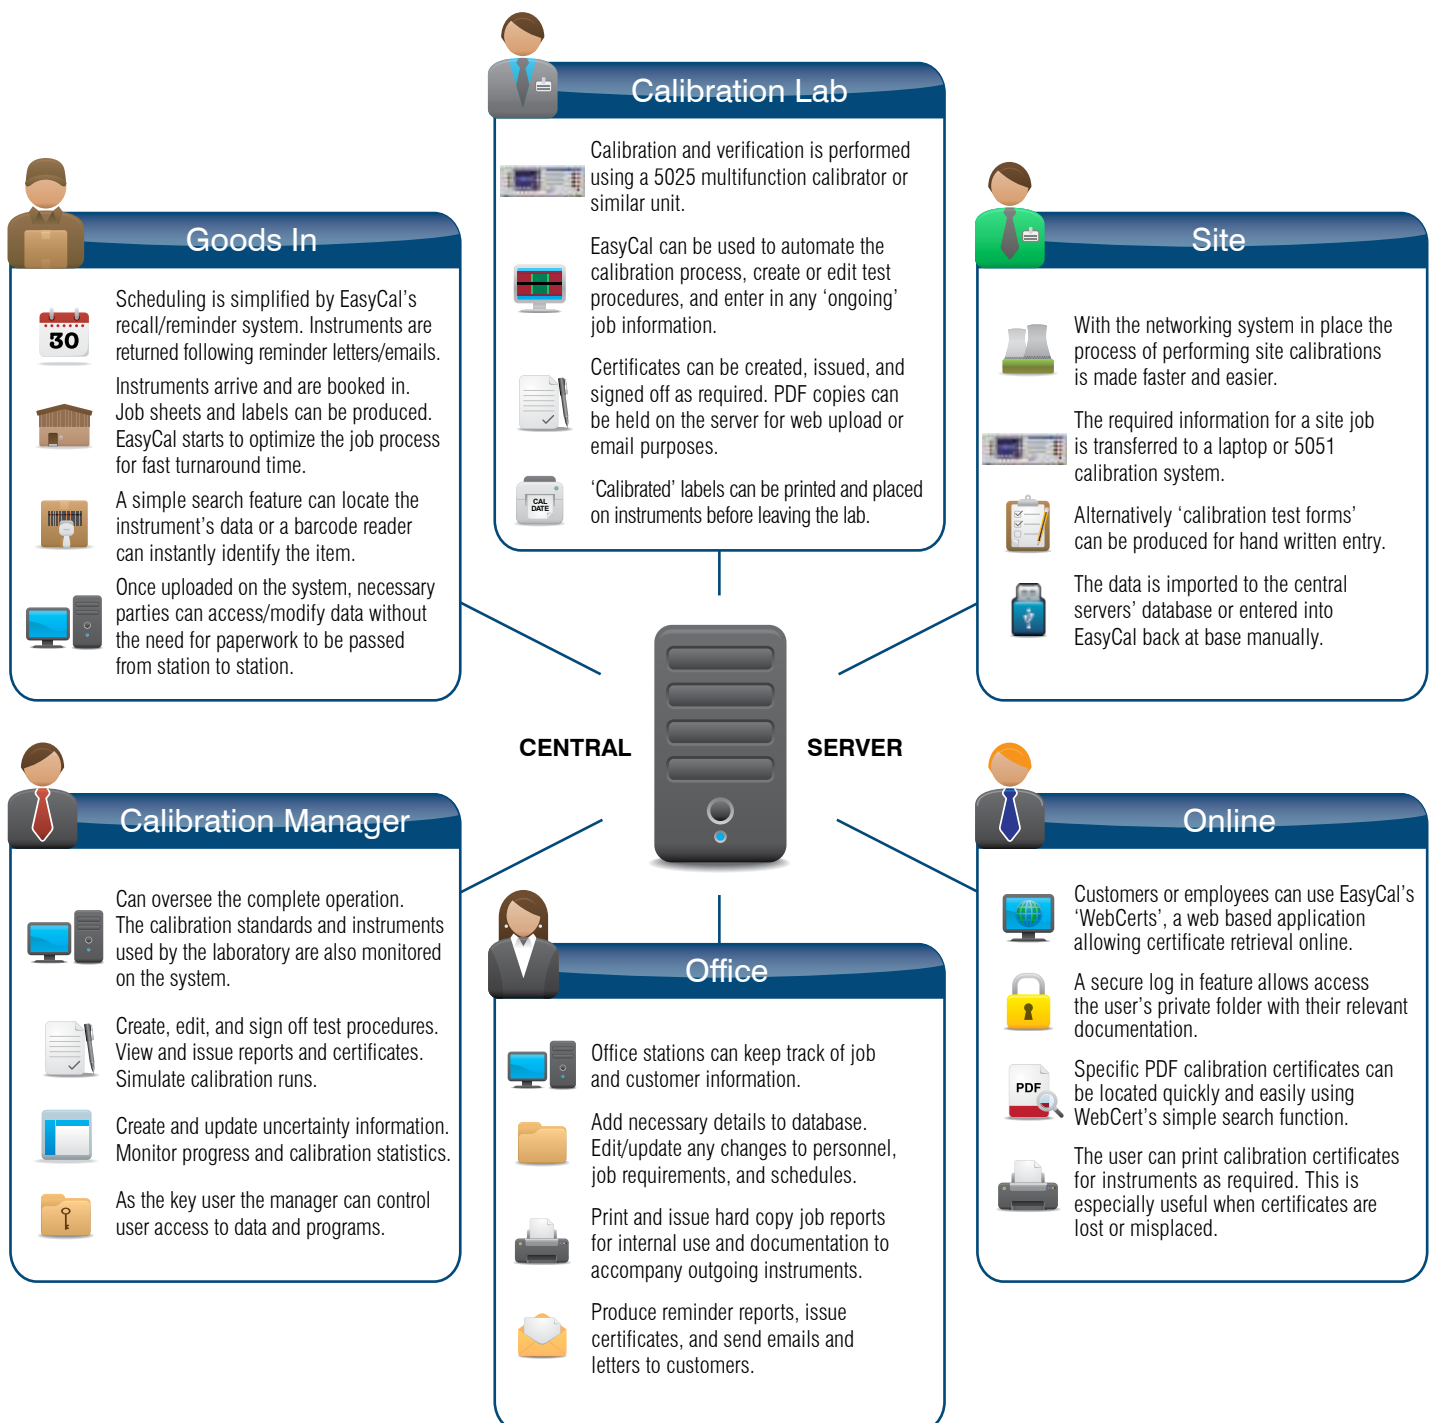 Calibration Lab
Calibration and verification is performed
using a 5025 multifunction calibrator or
similar unit.
EasyCal can be used to automate the
calibration process, create or edit test
procedures, and enter in any ‘ongoing’
job information.
Certificates can be created, issued, and
signed off as required. PDF copies can
be held on the server for web upload or
email purposes.
CAL
DATE
‘Calibrated’ labels can be printed and placed
on instruments before leaving the lab.
Goods In
30
Scheduling is simplified by EasyCal’s
recall/reminder system. Instruments are
returned following reminder letters/emails.
Instruments arrive and are booked in.
Job sheets and labels can be produced.
EasyCal starts to optimize the job process
for fast turnaround time.
A simple search feature can locate the
instrument’s data or a barcode reader
can instantly identify the item.
Once uploaded on the system, necessary
parties can access/modify data without
the need for paperwork to be passed
from station to station.
Site
With the networking system in place the
process of performing site calibrations
is made faster and easier.
The required information for a site job
is transferred to a laptop or 5051
calibration system.
Alternatively ‘calibration test forms’
can be produced for hand written entry.
The data is imported to the central
servers’ database or entered into
EasyCal back at base manually.
CENTRAL SERVER
Calibration Manager
Can oversee the complete operation.
The calibration standards and instruments
used by the laboratory are also monitored
on the system.
Create, edit, and sign off test procedures.
View and issue reports and certificates.
Simulate calibration runs.
Create and update uncertainty information.
Monitor progress and calibration statistics.
As the key user the manager can control
user access to data and programs.
Office
Office stations can keep track of job
and customer information.
Add necessary details to database.
Edit/update any changes to personnel,
job requirements, and schedules.
Print and issue hard copy job reports
for internal use and documentation to
accompany outgoing instruments.
Produce reminder reports, issue
certificates, and send emails and
letters to customers.
Online
Customers or employees can use EasyCal’s
‘WebCerts’, a web based application
allowing certificate retrieval online.
A secure log in feature allows access
the user’s private folder with their relevant
documentation.
PDF
Specific PDF calibration certificates can
be located quickly and easily using
WebCert’s simple search function.
The user can print calibration certificates
for instruments as required. This is
especially useful when certificates are
lost or misplaced.